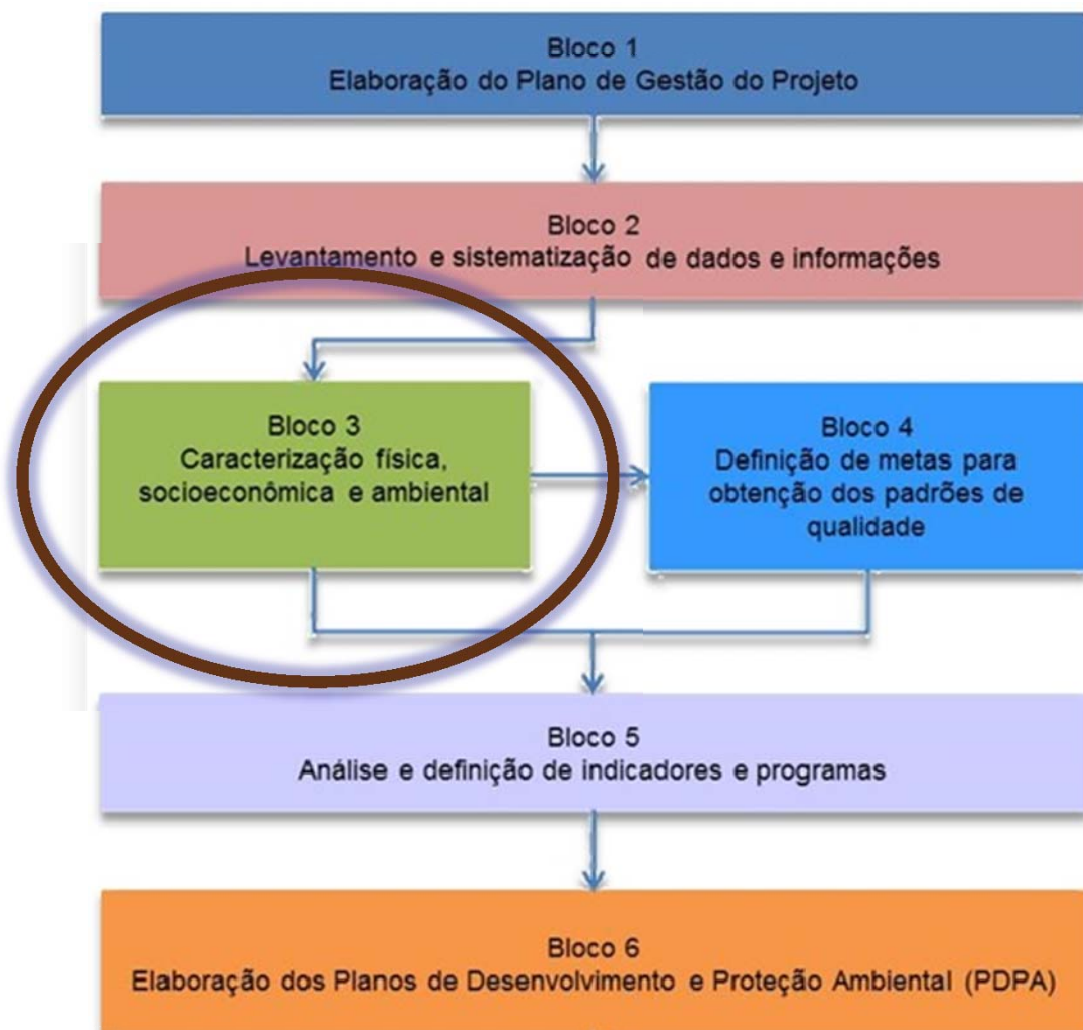 Bloco 1
Elaboração do Plano de Gestão do Projeto
Bloco 2
Levantamento e sistematização de dados e informações
Bloco 3
Caracterização física,
socioeconômica e ambiental
Bloco 4
Definição de metas para
obtenção dos padrões de
qualidade
Bloco 5
Análise e definição de indicadores e programas
Bloco 6
Elaboração dos Planos de Desenvolvimento e Proteção Ambiental (PDPA)